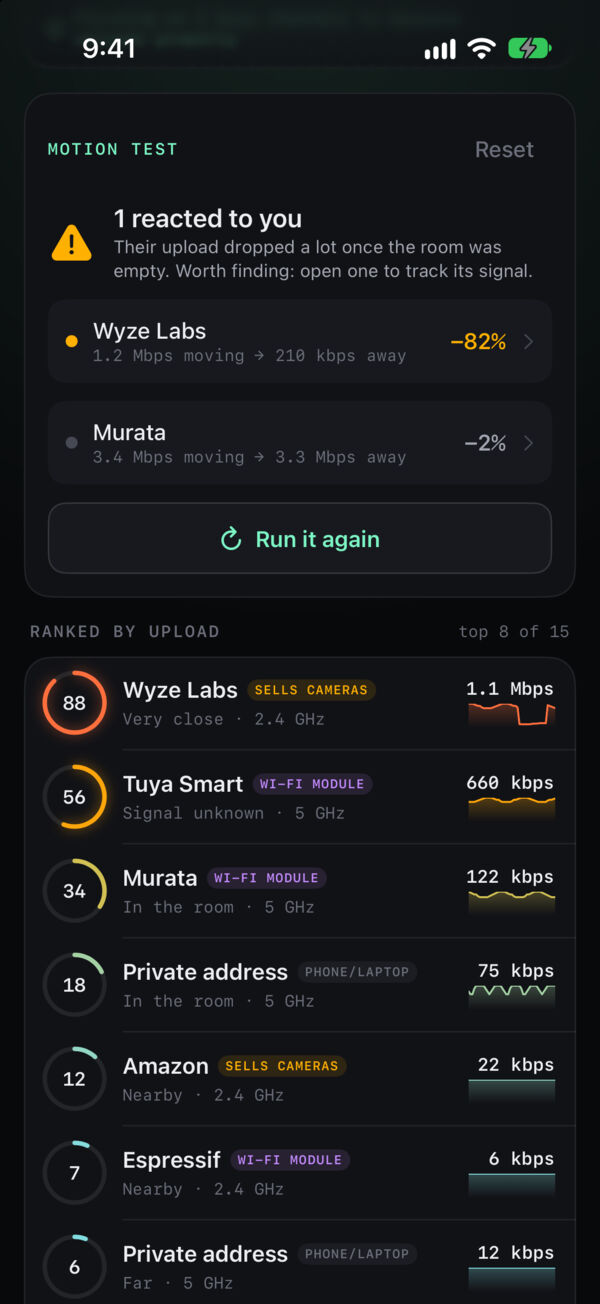 9:41
MOTION TEST
Reset
1 reacted to you
Their upload dropped a lot once the room was
empty. Worth finding: open one to track its signal.
Wyze Labs
1.2 Mbps moving → 210 kbps away
−82%
Murata
3.4 Mbps moving → 3.3 Mbps away
−2%
Run it again
RANKED BY UPLOAD
top 8 of 15
88
Wyze Labs SELLS CAMERAS
1.1 Mbps
Very close · 2.4 GHz
56
Tuya Smart WI-FI MODULE
660 kbps
Signal unknown · 5 GHz
34
Murata WI-FI MODULE
122 kbps
In the room · 5 GHz
18
Private address PHONE/LAPTOP
75 kbps
In the room · 5 GHz
12
Amazon SELLS CAMERAS
22 kbps
Nearby · 2.4 GHz
7
Espressif WI-FI MODULE
6 kbps
Nearby · 2.4 GHz
6
Private address PHONE/LAPTOP
12 kbps
Far · 5 GHz